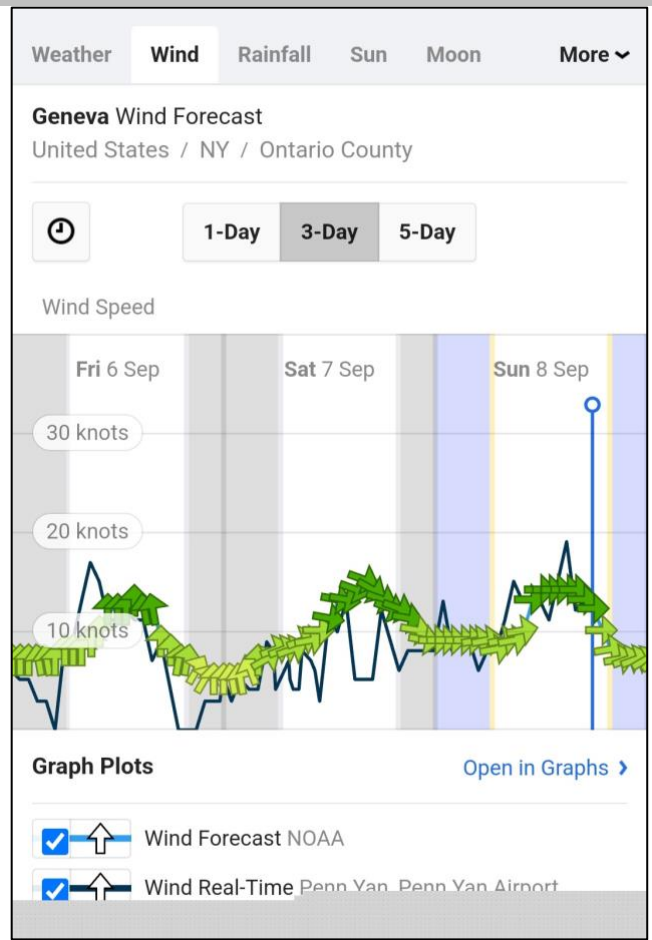 Weather Wind Rainfall Sun Moon More
Geneva Wind Forecast
United States / NY / Ontario County
1-Day 3-Day 5-Day
Wind Speed
Fri 6 Sep Sat 7 Sep Sun 8 Sep
30 knots
20 knots
10 knots
Graph Plots Open in Graphs
Wind Forecast NOAA
Wind Real-Time Penn Yan, Penn Yan Airport